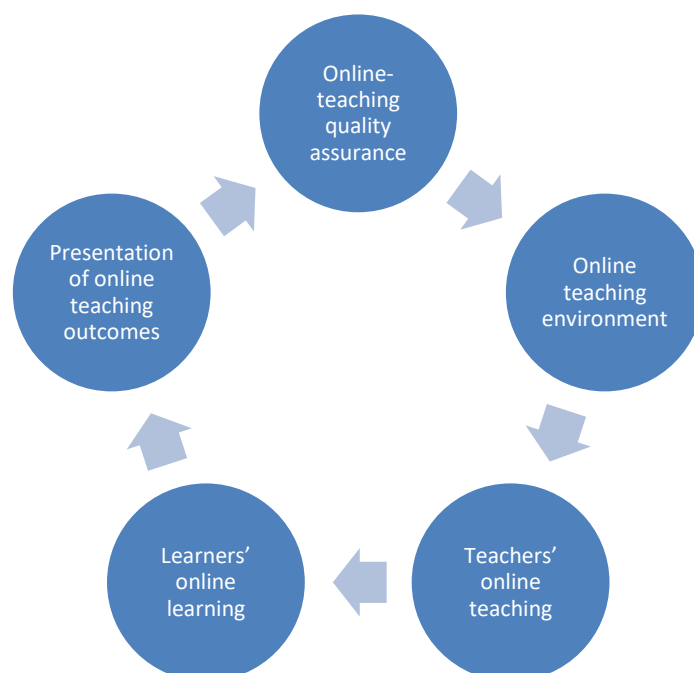 Online-
teaching
quality
assurance
Online
teaching
environment
Teachers’
online
teaching
Learners’
online
learning
Presentation
of online
teaching
outcomes